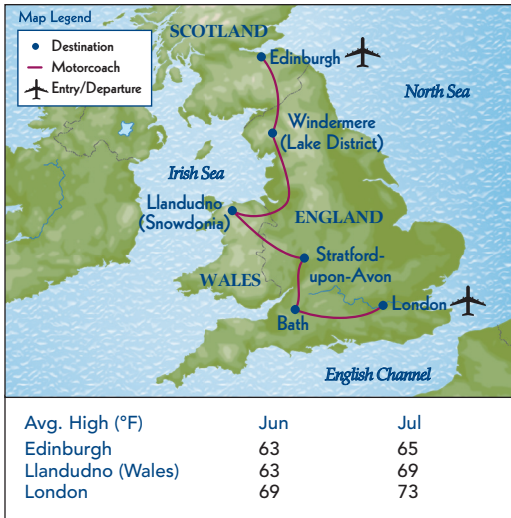 Map Legend
Destination
Motorcoach
Entry/Departure
SCOTLAND
Edinburgh
North Sea
Windermere
(Lake District)
Irish Sea
Llandudno
(Snowdonia)
ENGLAND
Stratford-
upon-Avon
WALES
London
Bath
English Channel
Avg. High (°F) Jun Jul
Edinburgh 63 65
Llandudno (Wales) 63 69
London 69 73